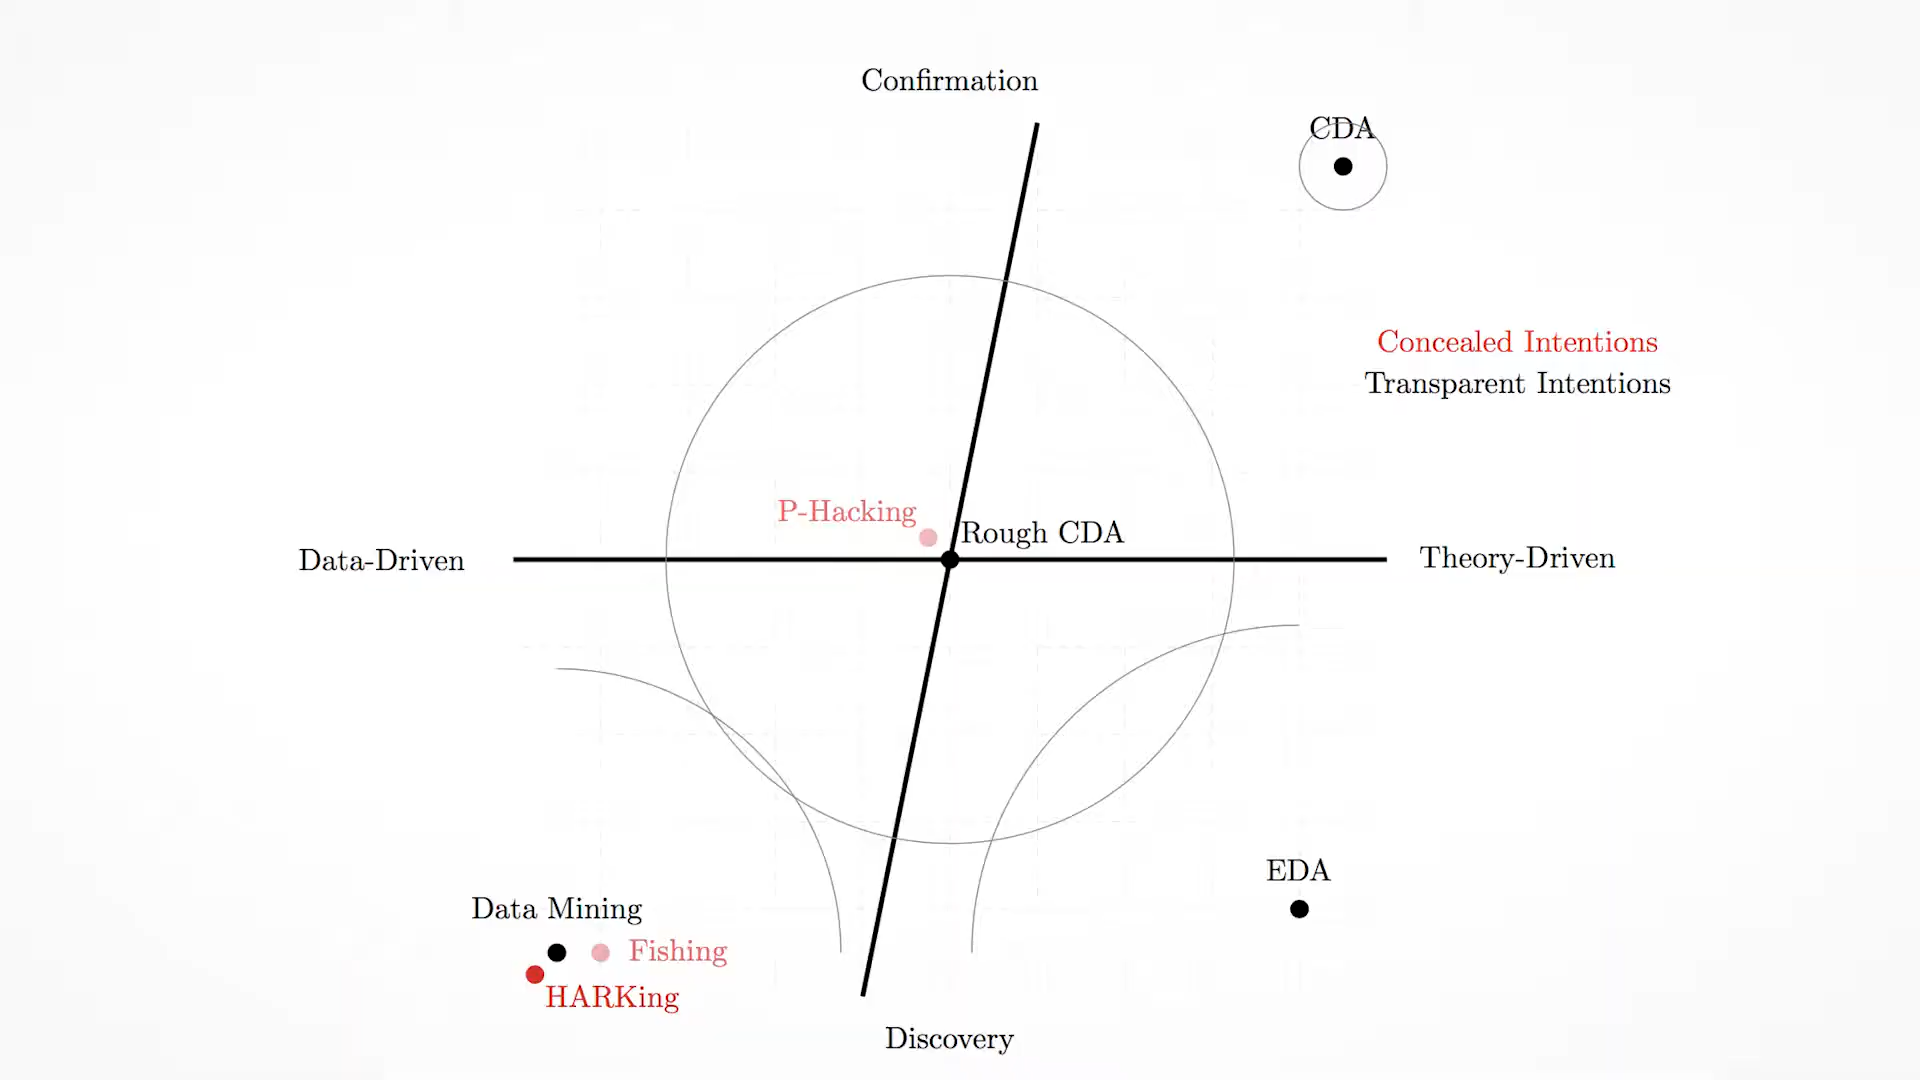 Confirmation
CDA
Concealed Intentions
Transparent Intentions
P-Hacking
Rough CDA
Data-Driven
Theory-Driven
EDA
Data Mining
Fishing
HARKing
Discovery